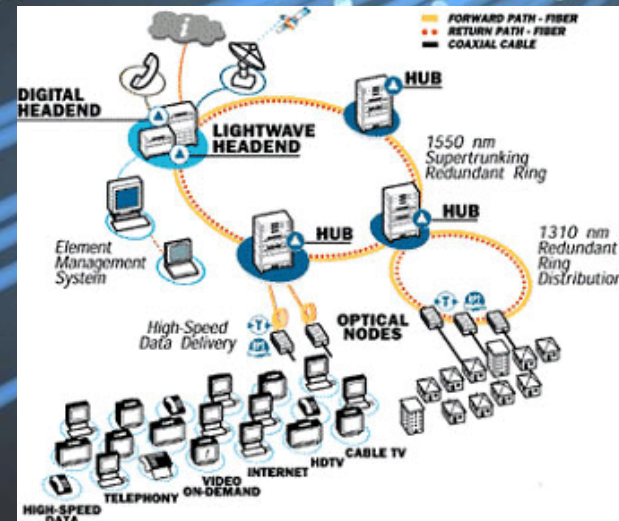 FORWARD PATH - FIBER
RETURN PATH - FIBER
COAXIAL CABLE
i
DIGITAL
HEADEND
LIGHTWAVE
HEADEND
HUB
1550 nm
Supertrunking
Redundant Ring
HUB
HUB
1310 nm
Redundant
Ring
Distribution
Element
Management
System
High-Speed
Data Delivery
T
OPTICAL
NODES
T
HIGH-SPEED
DATA
TELEPHONY
VIDEO
ON-DEMAND
INTERNET
HDTV
CABLE TV